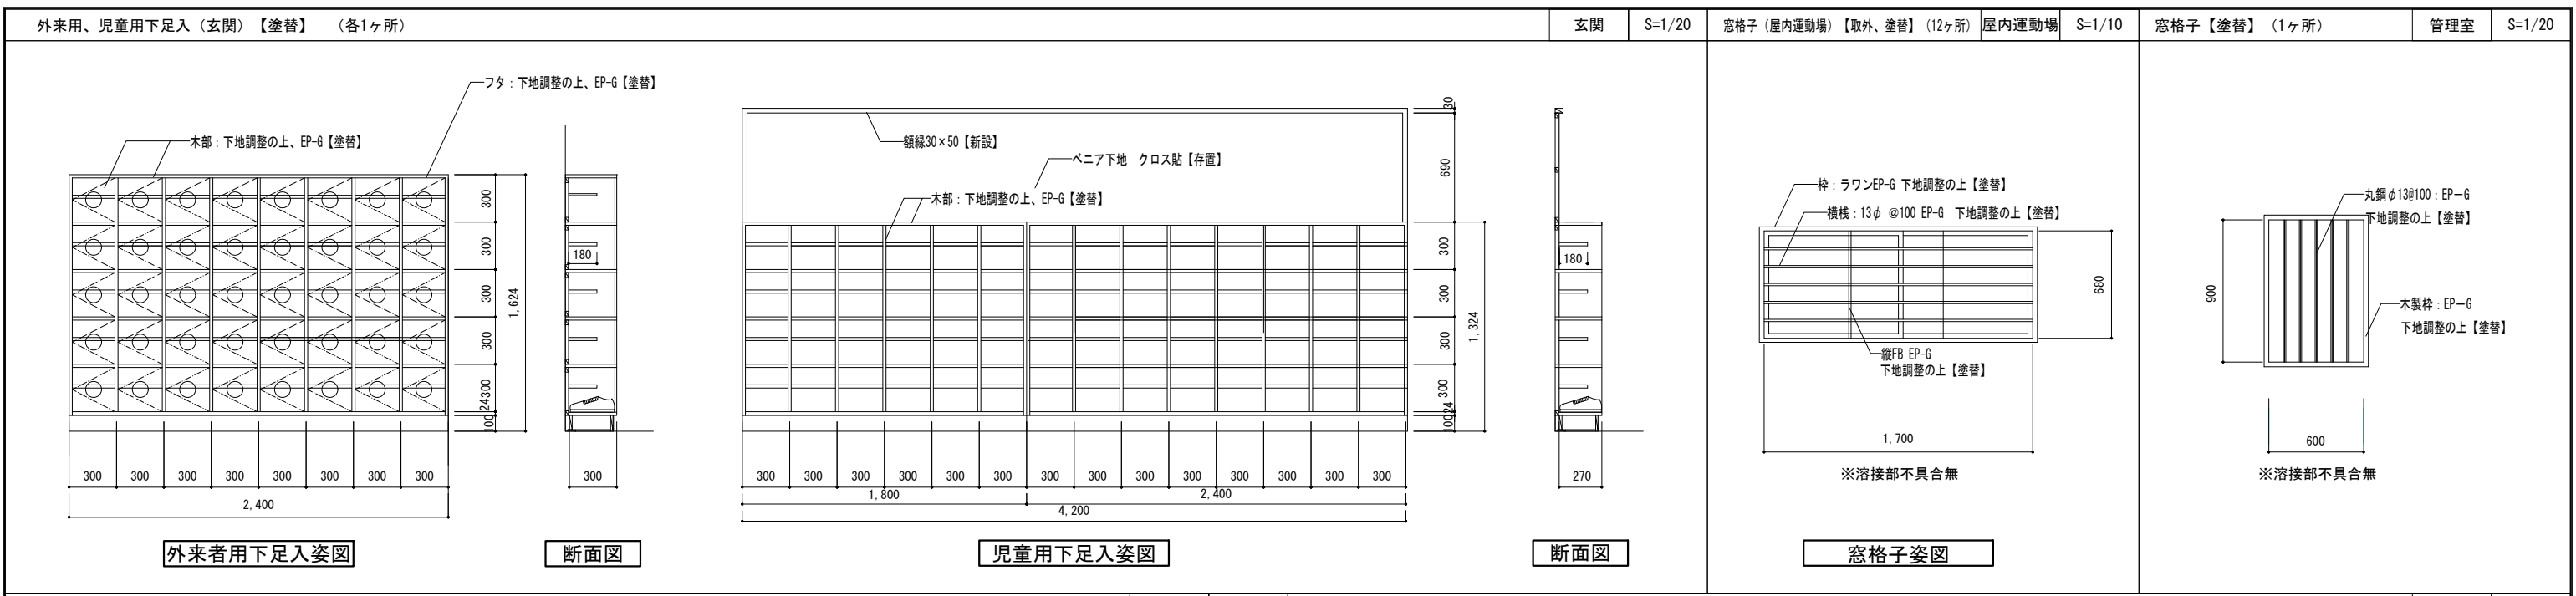 外来用、児童用下足入（玄関）【塗替】　（各1ヶ所）
玄関
S=1/20
窓格子（屋内運動場）【取外、塗替】（12ヶ所）
屋内運動場
S=1/10
窓格子【塗替】（1ヶ所）
管理室
S=1/20
フタ：下地調整の上、EP-G【塗替】
木部：下地調整の上、EP-G【塗替】
300
300
300
300
300
24
100
1,624
300
300
300
300
300
300
300
300
2,400
外来者用下足入姿図
180
300
断面図
額縁30×50【新設】
ベニア下地　クロス貼【存置】
木部：下地調整の上、EP-G【塗替】
30
690
300
300
300
300
24
100
1,324
300
300
300
300
300
300
300
300
300
300
300
300
300
300
1,800
2,400
4,200
児童用下足入姿図
180
270
断面図
枠：ラワンEP-G 下地調整の上【塗替】
横桟：13φ @100 EP-G　下地調整の上【塗替】
縦FB EP-G
下地調整の上【塗替】
680
1,700
※溶接部不具合無
窓格子姿図
丸鋼φ13@100：EP－G
下地調整の上【塗替】
木製枠：EP－G
下地調整の上【塗替】
900
600
※溶接部不具合無